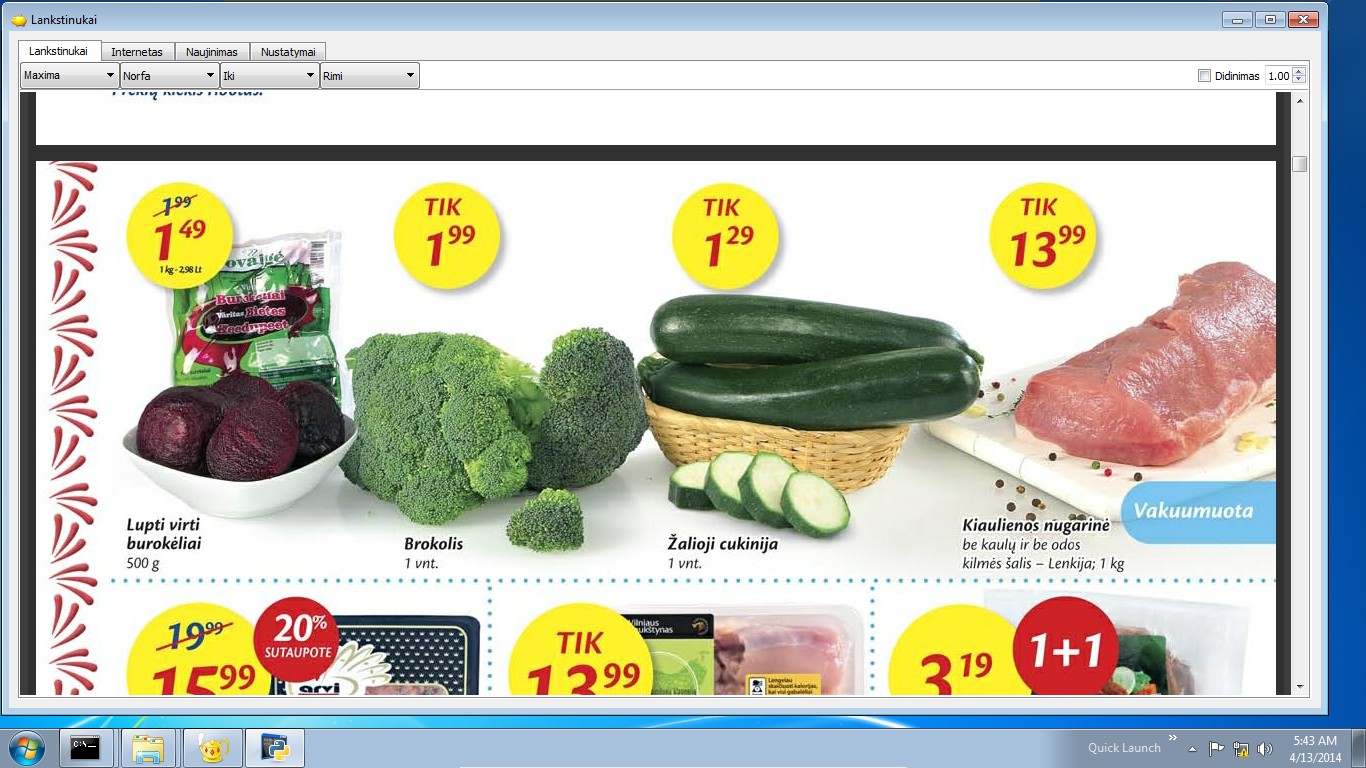 Lankstinukai
Lankstinukai Internetas Naujinimas Nustatymai
Maxima Norfa Iki Rimi Didinimas 1.00
Prekių kiekis ribotas.
1 99
1 49
1 kg - 2,98 Lt
TIK
1 99
TIK
1 29
TIK
13 99
Burokėliai
Vāritas Bietes
Keedupeet
Vakuumuota
Lupti virti
burokėliai
500 g
Brokolis
1 vnt.
Žalioji cukinija
1 vnt.
Kiaulienos nugarinė
be kaulų ir be odos
kilmės šalis – Lenkija; 1 kg
19 99
15 99
20%
SUTAUPOTE
arvi
TIK
13 99
Vilniaus
3 19
1+1
C:\
Quick Launch
5:43 AM
4/13/2014